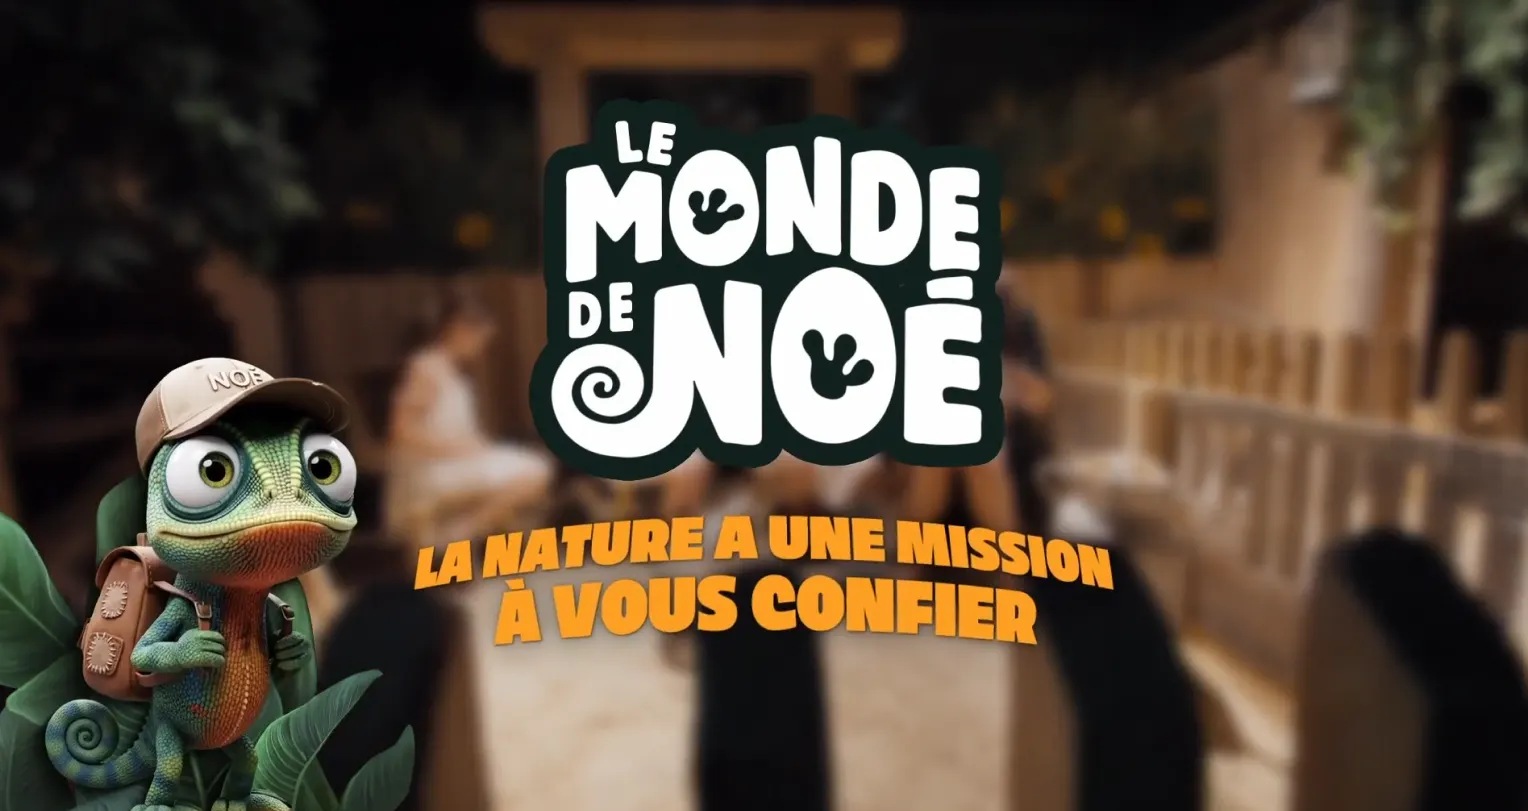 NOÉ
LE
MONDE
DE
NOÉ
LA NATURE A UNE MISSION
À VOUS CONFIER